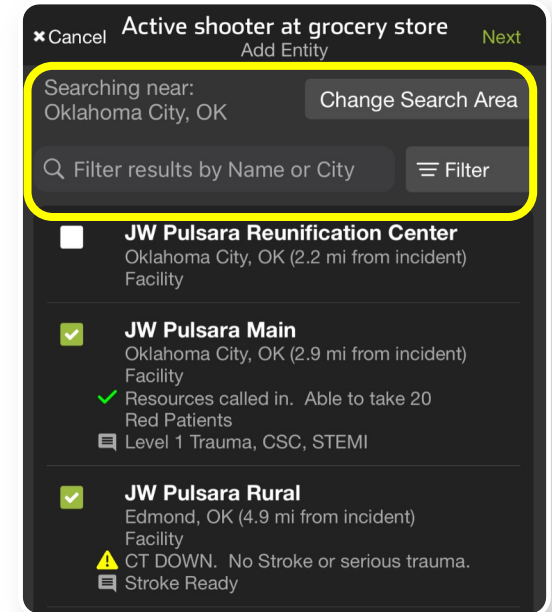 Cancel Active shooter at grocery store Next
Add Entity
Searching near:
Oklahoma City, OK
Change Search Area
Filter results by Name or City
Filter
JW Pulsara Reunification Center
Oklahoma City, OK (2.2 mi from incident)
Facility
JW Pulsara Main
Oklahoma City, OK (2.9 mi from incident)
Facility
Resources called in. Able to take 20
Red Patients
Level 1 Trauma, CSC, STEMI
JW Pulsara Rural
Edmond, OK (4.9 mi from incident)
Facility
CT DOWN. No Stroke or serious trauma.
Stroke Ready